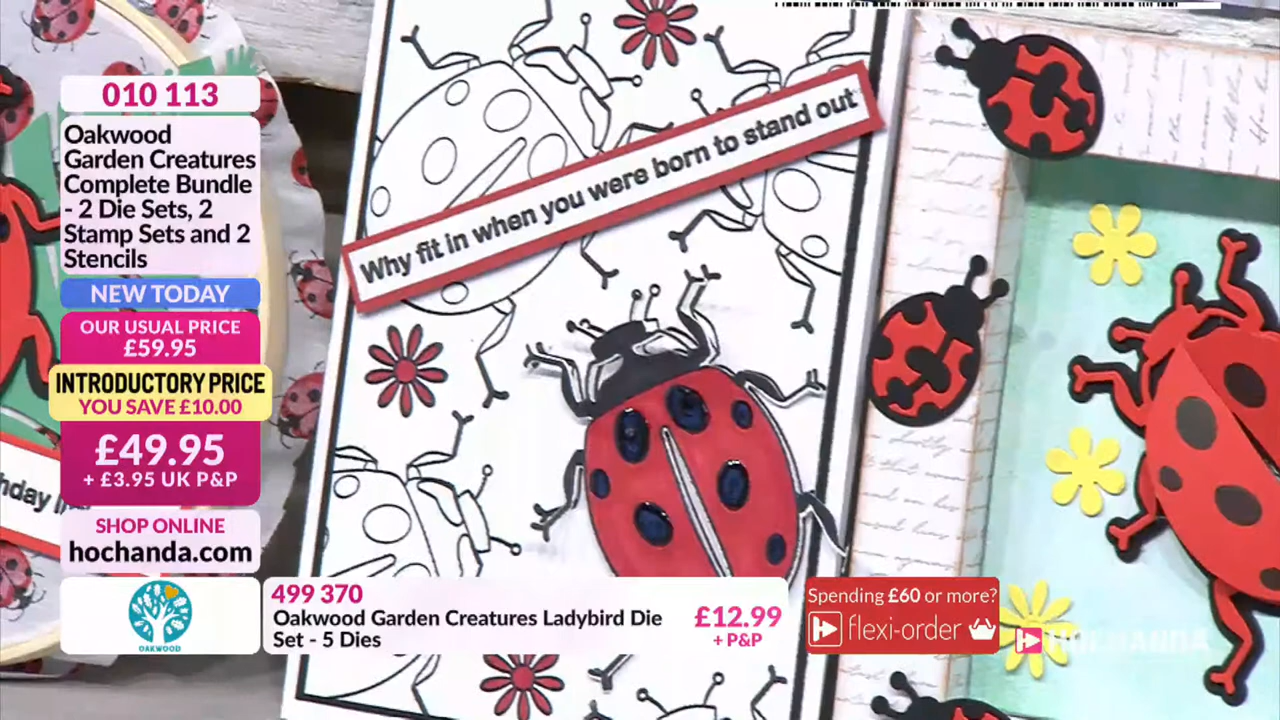 010 113
Oakwood
Garden Creatures
Complete Bundle
- 2 Die Sets, 2
Stamp Sets and 2
Stencils
NEW TODAY
OUR USUAL PRICE
£59.95
INTRODUCTORY PRICE
YOU SAVE £10.00
£49.95
+ £3.95 UK P&P
SHOP ONLINE
hochanda.com
OAKWOOD
499 370
Oakwood Garden Creatures Ladybird Die
Set - 5 Dies
£12.99
+ P&P
Spending £60 or more?
flexi-order
HOCHANDA
Why fit in when you were born to stand out